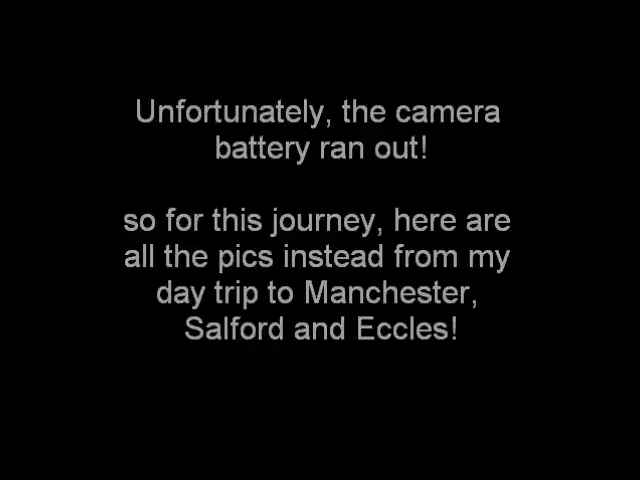 Unfortunately, the camera
battery ran out!
so for this journey, here are
all the pics instead from my
day trip to Manchester,
Salford and Eccles!